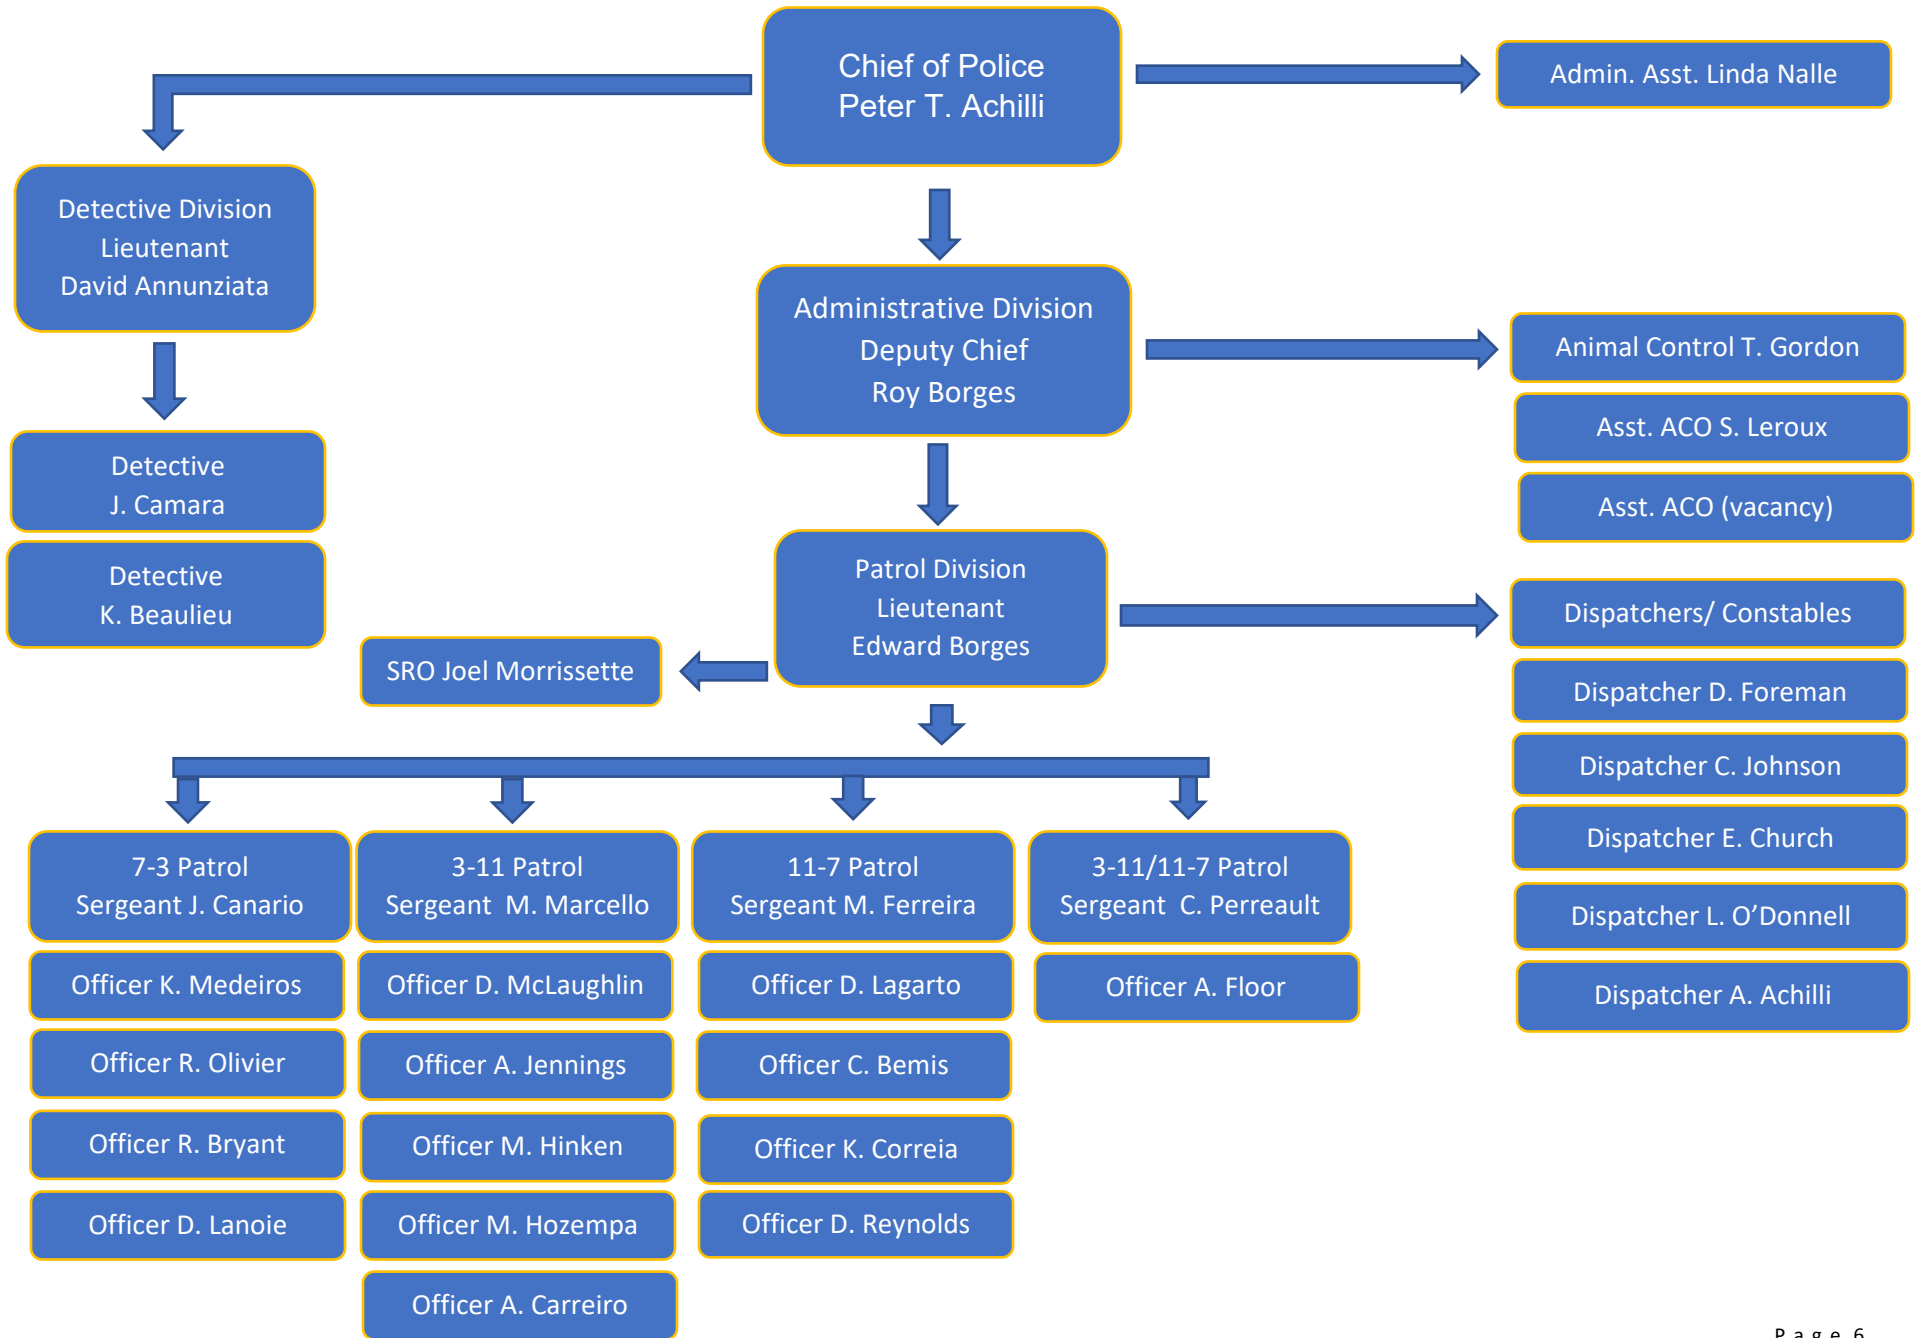 Chief of Police
Peter T. Achilli
Admin. Asst. Linda Nalle
Detective Division
Lieutenant
David Annunziata
Administrative Division
Deputy Chief
Roy Borges
Animal Control T. Gordon
Asst. ACO S. Leroux
Asst. ACO (vacancy)
Detective
J. Camara
Detective
K. Beaulieu
Patrol Division
Lieutenant
Edward Borges
SRO Joel Morrissette
Dispatchers/ Constables
Dispatcher D. Foreman
Dispatcher C. Johnson
Dispatcher E. Church
Dispatcher L. O’Donnell
Dispatcher A. Achilli
7-3 Patrol
Sergeant J. Canario
Officer K. Medeiros
Officer R. Olivier
Officer R. Bryant
Officer D. Lanoie
3-11 Patrol
Sergeant  M. Marcello
Officer D. McLaughlin
Officer A. Jennings
Officer M. Hinken
Officer M. Hozempa
Officer A. Carreiro
11-7 Patrol
Sergeant M. Ferreira
Officer D. Lagarto
Officer C. Bemis
Officer K. Correia
Officer D. Reynolds
3-11/11-7 Patrol
Sergeant  C. Perreault
Officer A. Floor
Page 6